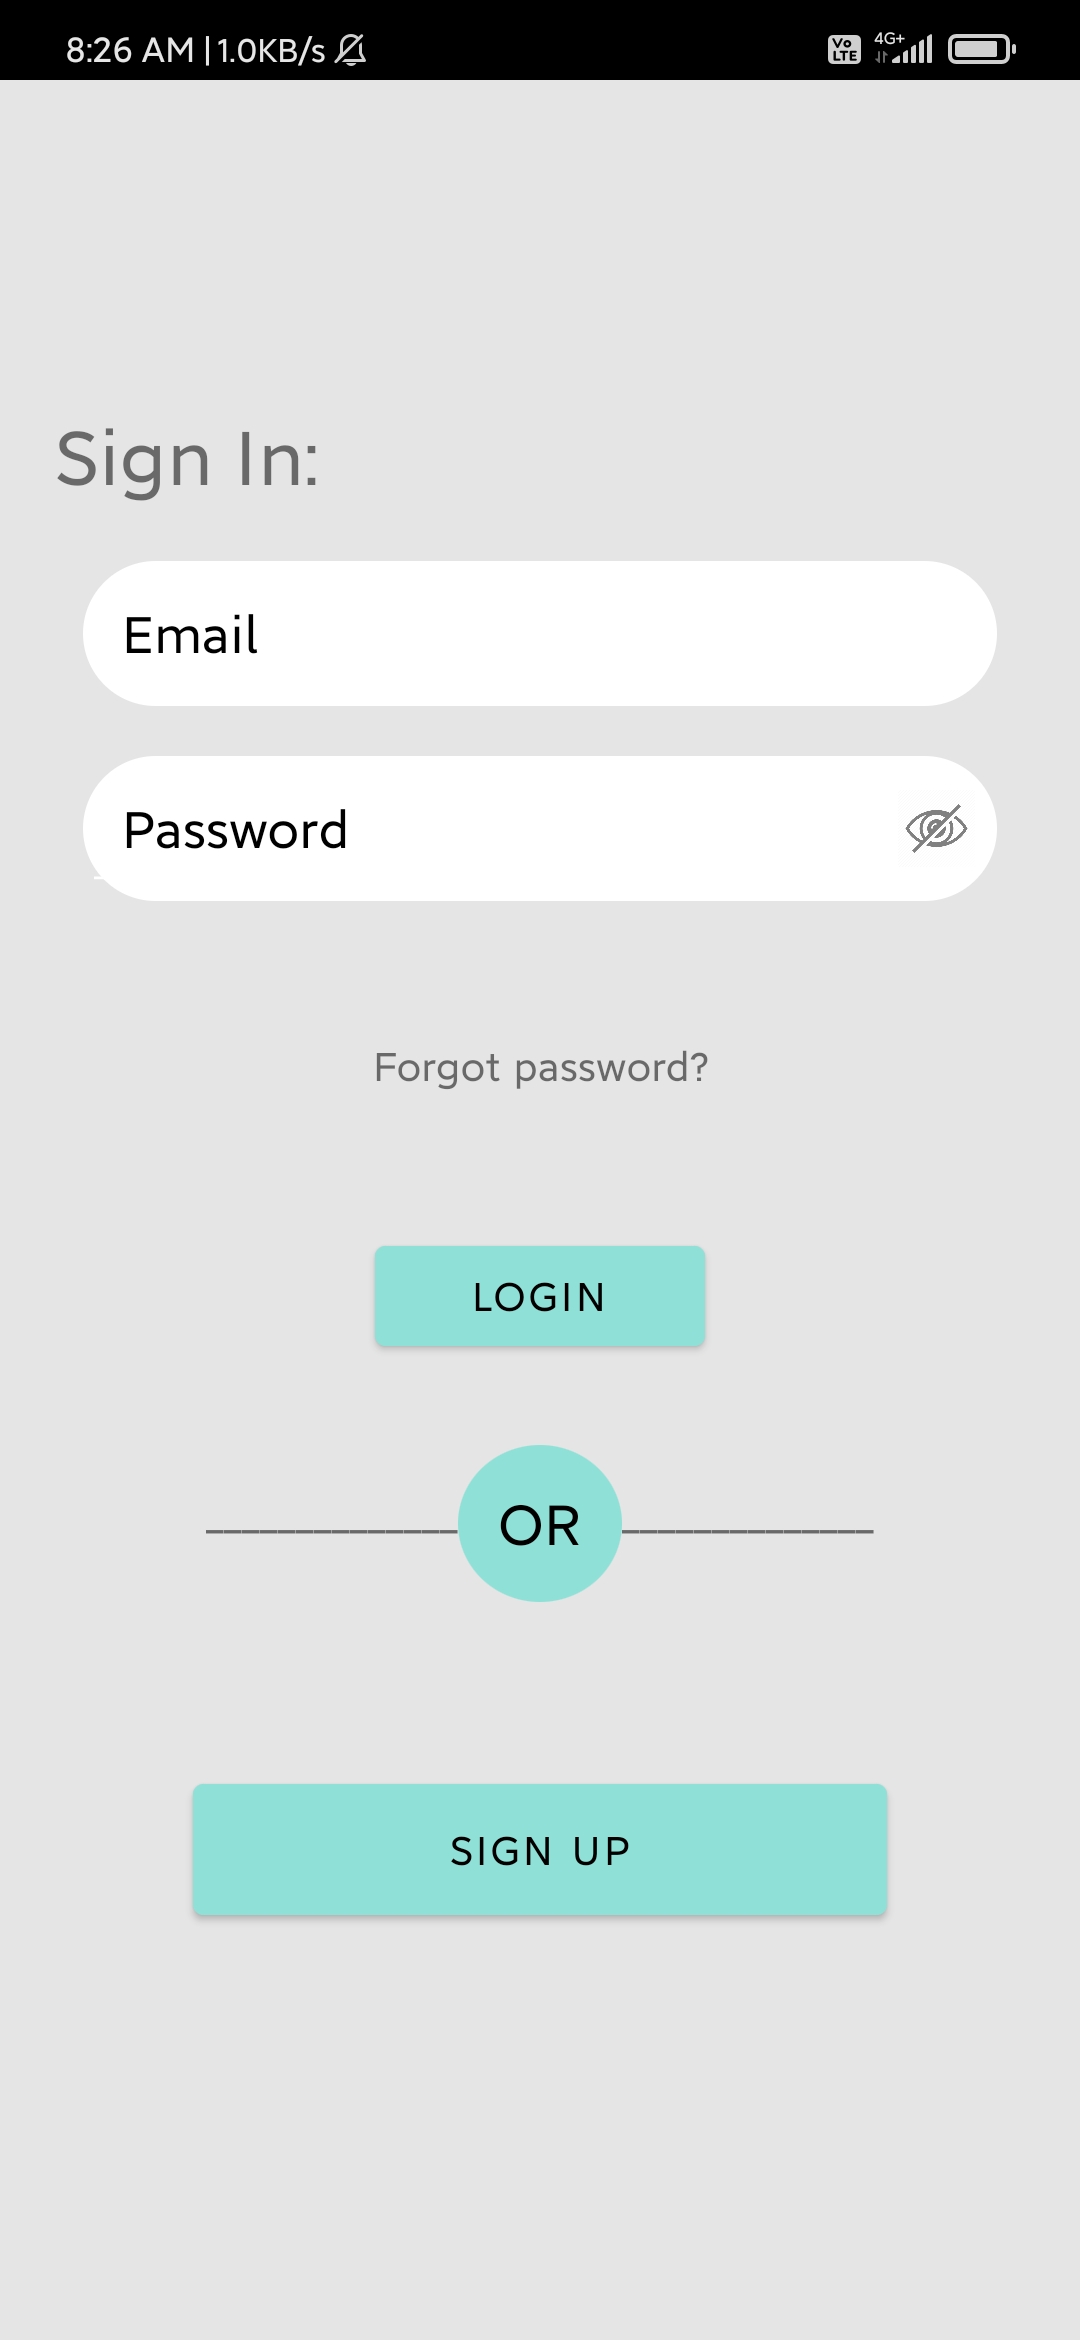 8:26 AM | 1.0KB/s
Vo LTE 4G+
Sign In:
Email
Password
Forgot password?
LOGIN
OR
SIGN UP